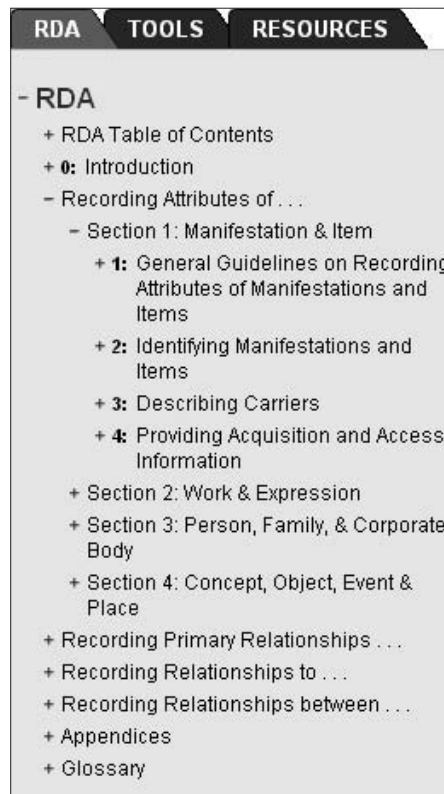 RDA TOOLS RESOURCES
- RDA
+ RDA Table of Contents
+ 0: Introduction
- Recording Attributes of . . .
- Section 1: Manifestation & Item
+ 1: General Guidelines on Recording
Attributes of Manifestations and
Items
+ 2: Identifying Manifestations and
Items
+ 3: Describing Carriers
+ 4: Providing Acquisition and Access
Information
+ Section 2: Work & Expression
+ Section 3: Person, Family, & Corporate
Body
+ Section 4: Concept, Object, Event &
Place
+ Recording Primary Relationships . . .
+ Recording Relationships to . . .
+ Recording Relationships between . . .
+ Appendices
+ Glossary